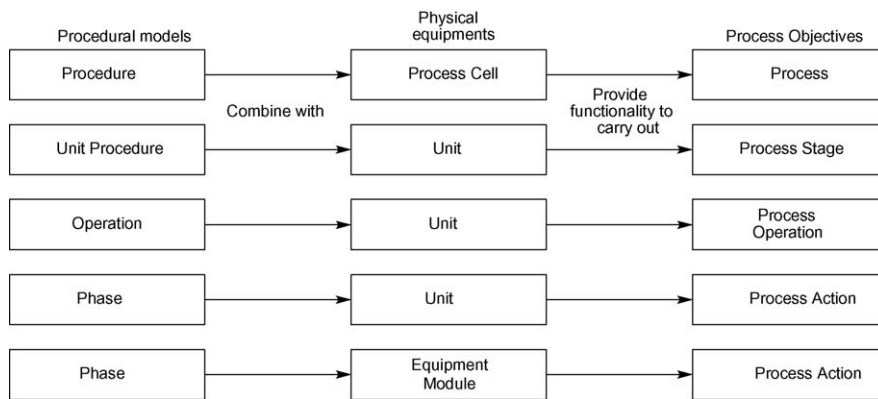 Procedural models
Physical
equipments
Process Objectives
Procedure
Process Cell
Process
Combine with
Provide
functionality to
carry out
Unit Procedure
Unit
Process Stage
Operation
Unit
Process
Operation
Phase
Unit
Process Action
Phase
Equipment
Module
Process Action